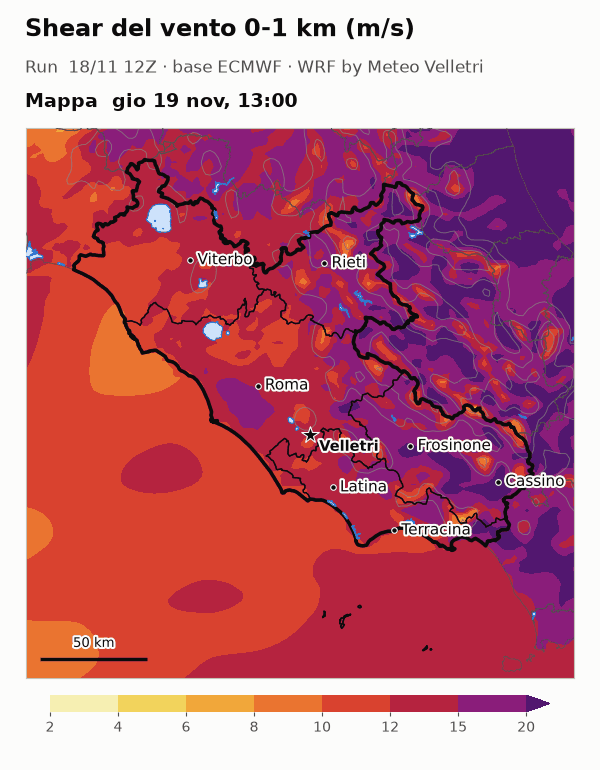 Shear del vento 0-1 km (m/s)
Run  18/11 12Z · base ECMWF · WRF by Meteo Velletri
Mappa  gio 19 nov, 13:00
Viterbo
Rieti
Roma
Velletri
Frosinone
Cassino
Latina
Terracina
50 km
2 4 6 8 10 12 15 20